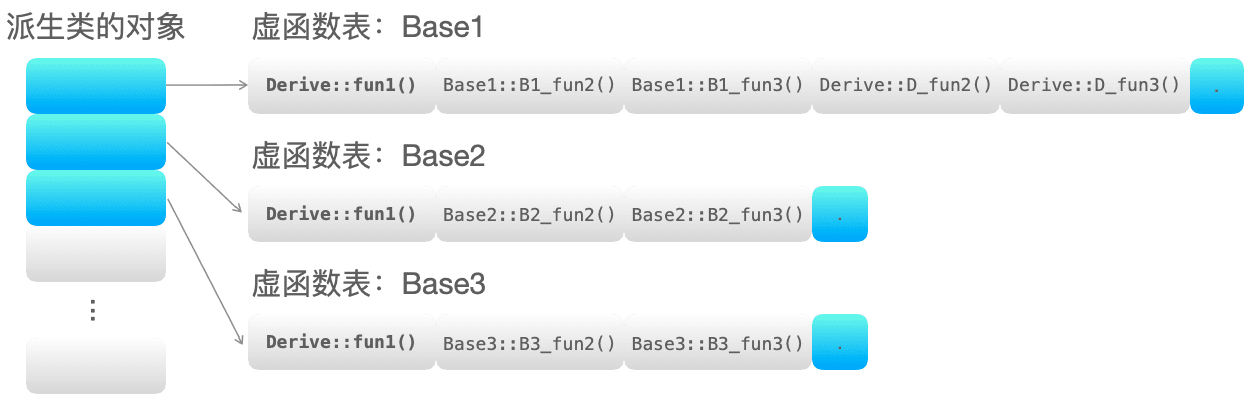 派生类的对象 虚函数表：Base1
Derive::fun1() Base1::B1_fun2() Base1::B1_fun3() Derive::D_fun2() Derive::D_fun3() .
虚函数表：Base2
Derive::fun1() Base2::B2_fun2() Base2::B2_fun3() .
虚函数表：Base3
⋮
Derive::fun1() Base3::B3_fun2() Base3::B3_fun3() .